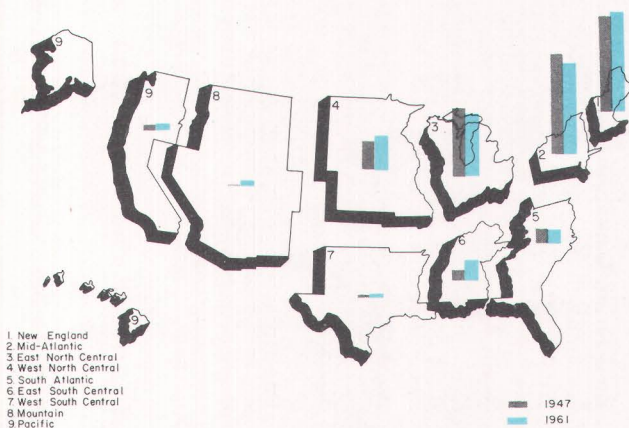 9
9
8
4
3
1
2
5
6
7
9
1. New England
2. Mid-Atlantic
3. East North Central
4 West North Central
5. South Atlantic
6. East South Central
7. West South Central
8. Mountain
9. Pacific
1947
1961